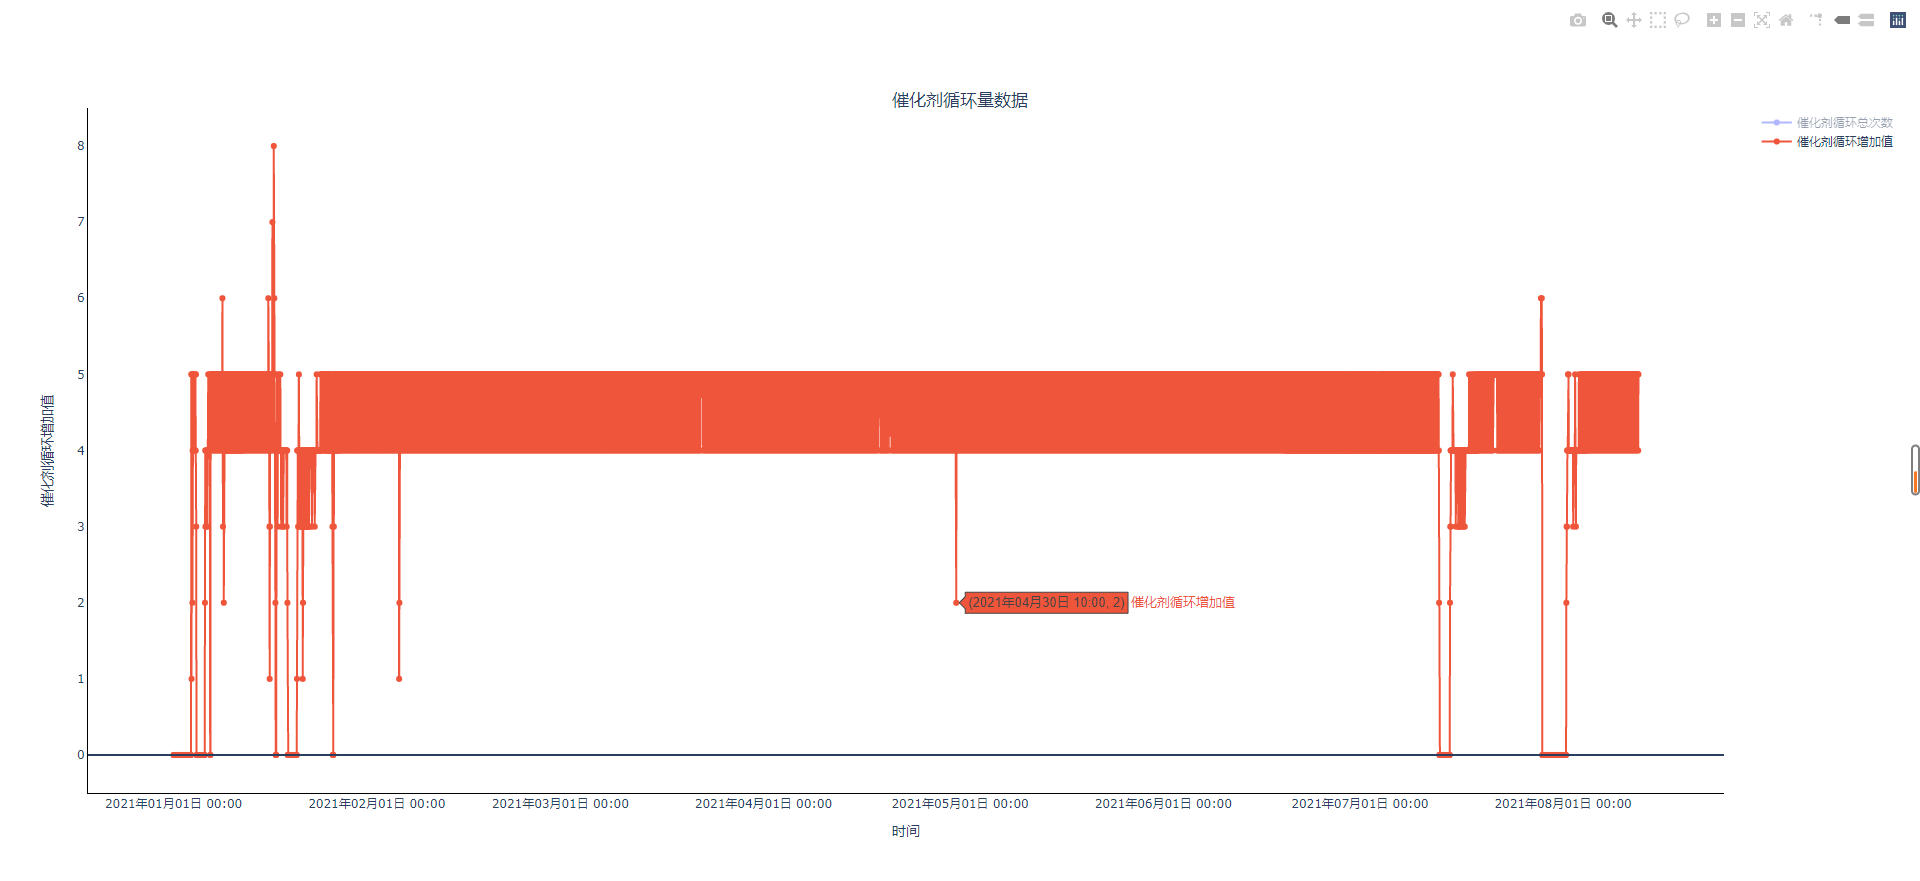 催化剂循环量数据
催化剂循环总次数
催化剂循环增加值
8
7
6
5
4
3
2
1
0
催化剂循环增加值
(2021年04月30日 10:00, 2) 催化剂循环增加值
2021年01月01日 00:00
2021年02月01日 00:00
2021年03月01日 00:00
2021年04月01日 00:00
2021年05月01日 00:00
2021年06月01日 00:00
2021年07月01日 00:00
2021年08月01日 00:00
时间